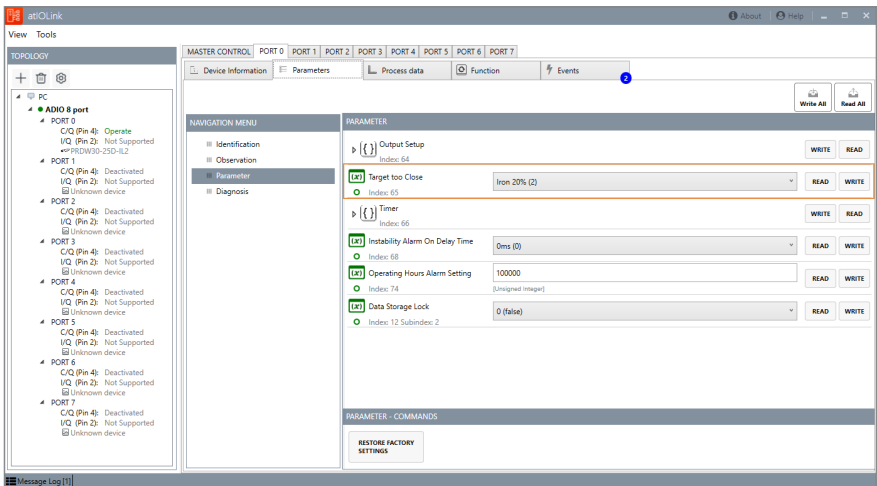 atIOLink
About
Help
View Tools
TOPOLOGY
MASTER CONTROL PORT 0 PORT 1 PORT 2 PORT 3 PORT 4 PORT 5 PORT 6 PORT 7
Device Information Parameters Process data Function Events
2
Write All Read All
PC
ADIO 8 port
PORT 0
C/Q (Pin 4): Operate
I/Q (Pin 2): Not Supported
PRDW30-25D-IL2
PORT 1
C/Q (Pin 4): Deactivated
I/Q (Pin 2): Not Supported
Unknown device
PORT 2
C/Q (Pin 4): Deactivated
I/Q (Pin 2): Not Supported
Unknown device
PORT 3
C/Q (Pin 4): Deactivated
I/Q (Pin 2): Not Supported
Unknown device
PORT 4
C/Q (Pin 4): Deactivated
I/Q (Pin 2): Not Supported
Unknown device
PORT 5
C/Q (Pin 4): Deactivated
I/Q (Pin 2): Not Supported
Unknown device
PORT 6
C/Q (Pin 4): Deactivated
I/Q (Pin 2): Not Supported
Unknown device
PORT 7
C/Q (Pin 4): Deactivated
I/Q (Pin 2): Not Supported
Unknown device
NAVIGATION MENU
Identification
Observation
Parameter
Diagnosis
PARAMETER
{ } Output Setup WRITE READ
Index: 64
(x) Target too Close Iron 20% (2) READ WRITE
Index: 65
{ } Timer WRITE READ
Index: 66
(x) Instability Alarm On Delay Time 0ms (0) READ WRITE
Index: 68
(x) Operating Hours Alarm Setting 100000 READ WRITE
Index: 74 [Unsigned Integer]
(x) Data Storage Lock 0 (false) READ WRITE
Index: 12 Subindex: 2
PARAMETER - COMMANDS
RESTORE FACTORY
SETTINGS
Message Log [1]